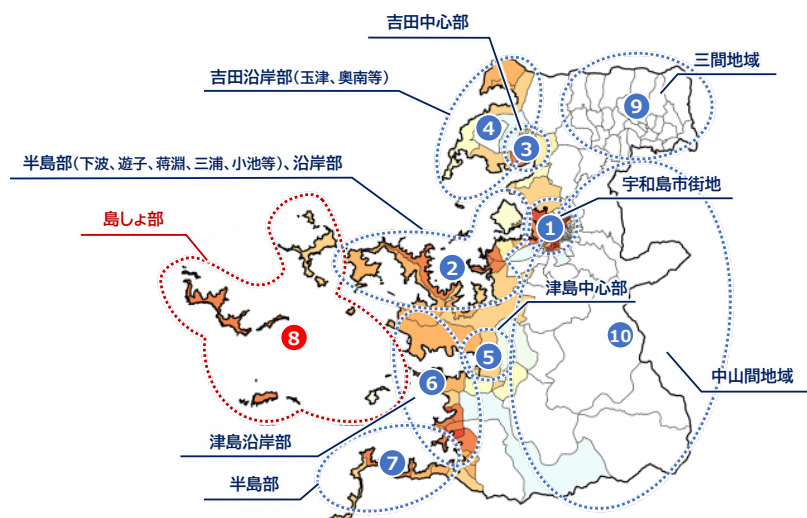 吉田中心部
三間地域
吉田沿岸部(玉津、奥南等)
9
4
3
半島部(下波、遊子、蒋淵、三浦、小池等)、沿岸部
宇和島市街地
島しょ部
1
2
津島中心部
8
10
5
6
中山間地域
津島沿岸部
7
半島部